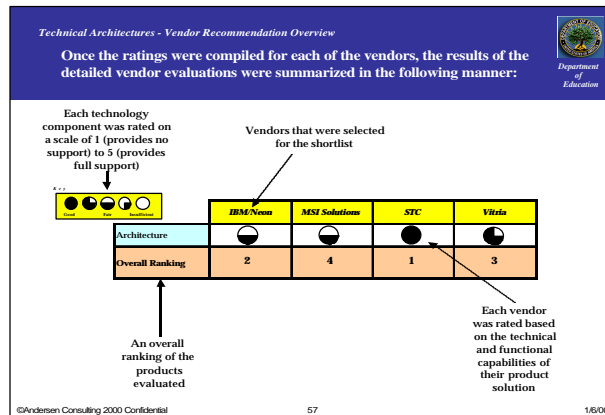 Technical Architectures - Vendor Recommendation Overview
Once the ratings were compiled for each of the vendors, the results of the
detailed vendor evaluations were summarized in the following manner:
Department
of
Education
Each technology
component was rated on
a scale of 1 (provides no
support) to 5 (provides
full support)
Vendors that were selected
for the shortlist
Key
Good Fair Insufficient
IBM/Neon MSI Solutions STC Vitria
Architecture
Overall Ranking 2 4 1 3
An overall
ranking of the
products
evaluated
Each vendor
was rated based
on the technical
and functional
capabilities of
their product
solution
©Andersen Consulting 2000 Confidential 57